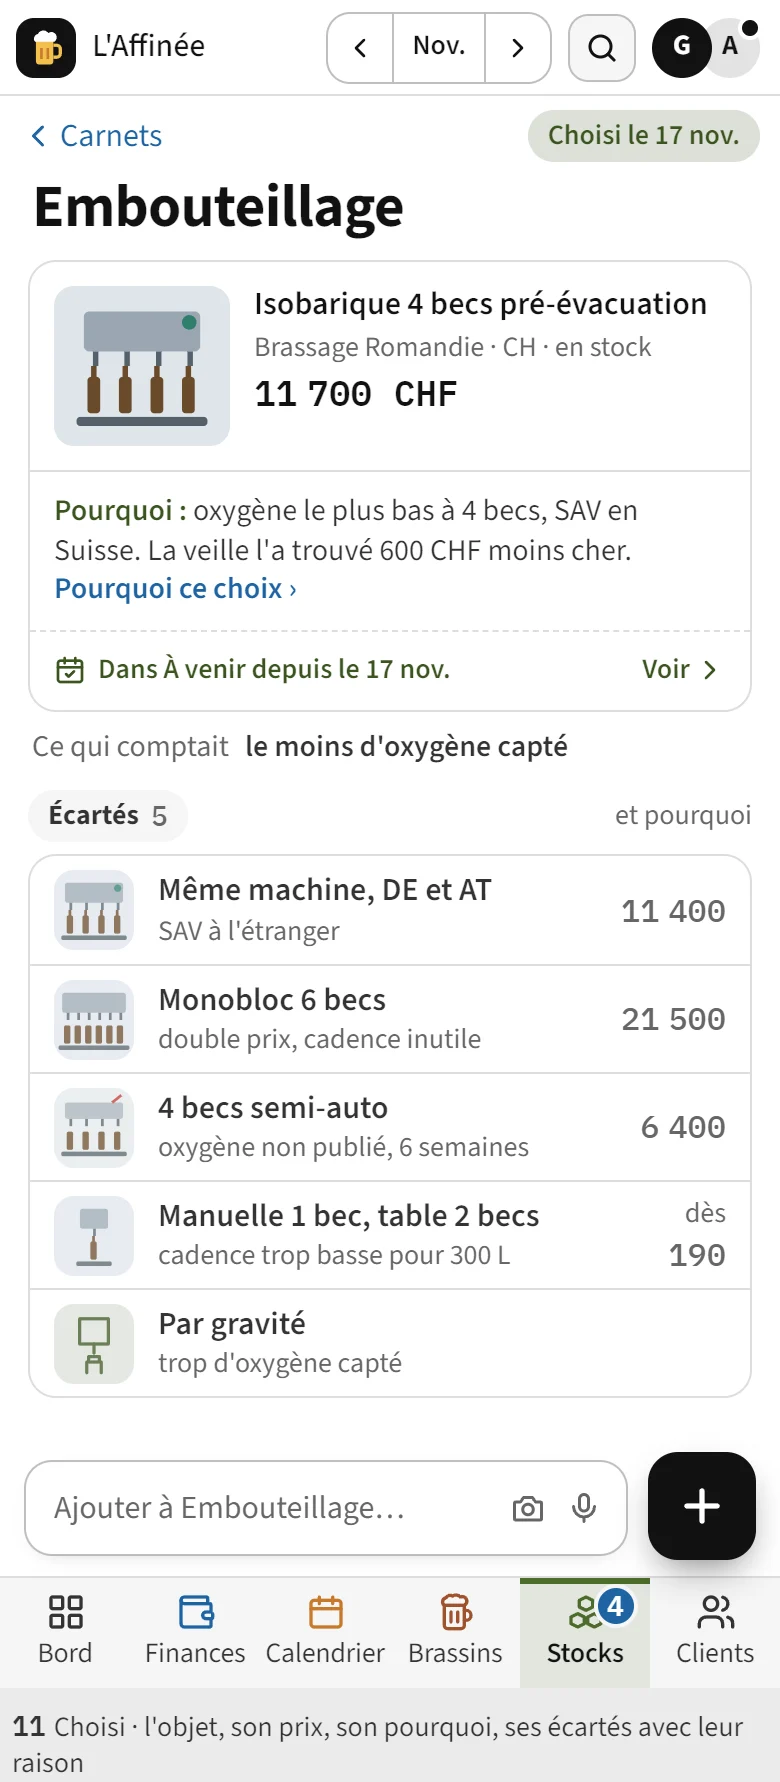 L'Affinée
Nov.
G
A
Carnets
Choisi le 17 nov.
Embouteillage
Isobarique 4 becs pré-évacuation
Brassage Romandie · CH · en stock
11 700 CHF
Pourquoi : oxygène le plus bas à 4 becs, SAV en
Suisse. La veille l'a trouvé 600 CHF moins cher.
Pourquoi ce choix ›
Dans À venir depuis le 17 nov.
Voir
Ce qui comptait le moins d'oxygène capté
Écartés 5
et pourquoi
Même machine, DE et AT
SAV à l'étranger
11 400
Monobloc 6 becs
double prix, cadence inutile
21 500
4 becs semi-auto
oxygène non publié, 6 semaines
6 400
Manuelle 1 bec, table 2 becs
cadence trop basse pour 300 L
dès
190
Par gravité
trop d'oxygène capté
Ajouter à Embouteillage…
Bord
Finances
Calendrier
Brassins
4
Stocks
Clients
11 Choisi · l'objet, son prix, son pourquoi, ses écartés avec leur
raison